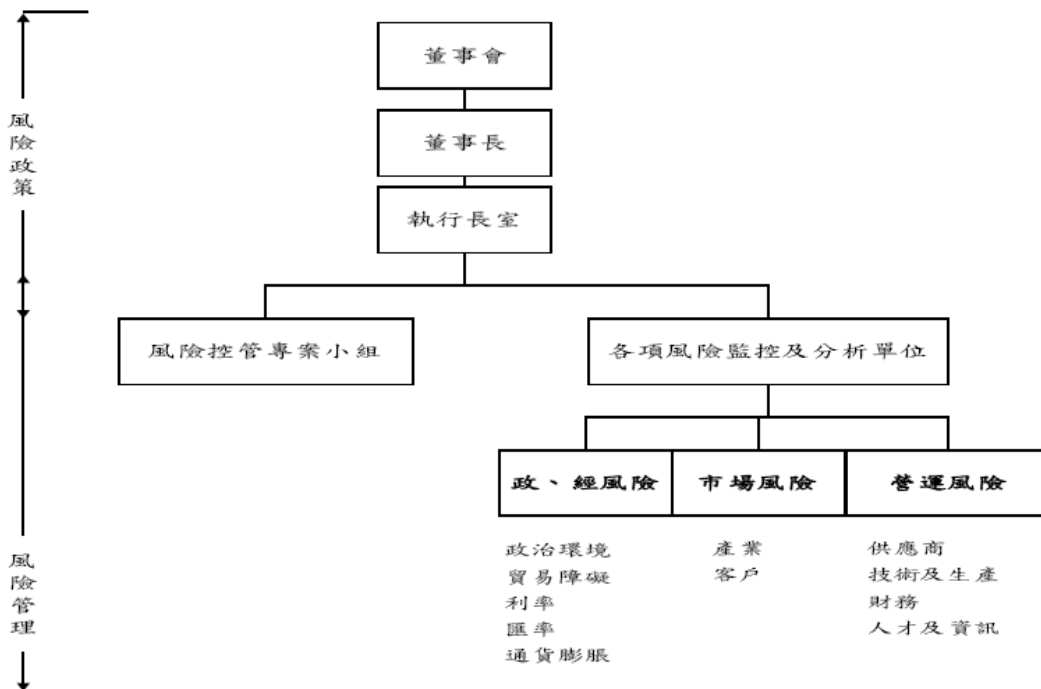 董事會
董事長
執行長室
風險政策
風險控管專案小組
各項風險監控及分析單位
政、經風險
市場風險
營運風險
政治環境
貿易障礙
利率
匯率
通貨膨脹
產業
客戶
供應商
技術及生產
財務
人才及資訊
風險管理